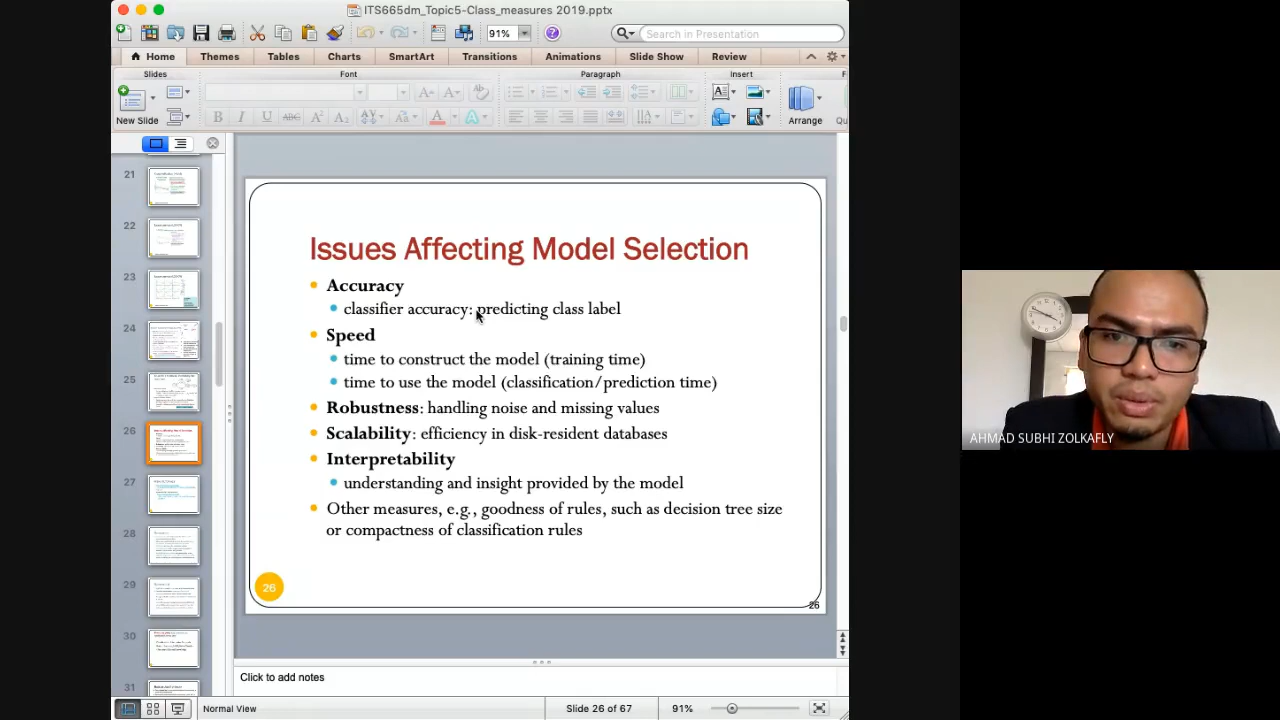 ITS665dm_Topic5-Class_measures 2019.pptx
91%
Search in Presentation
Home
Themes
Tables
Charts
SmartArt
Transitions
Animations
Slide Show
Review
Slides
Font
Paragraph
Insert
New Slide
Arrange
21
22
23
24
25
26
27
28
29
30
31
Issues Affecting Model Selection
Accuracy
classifier accuracy: predicting class label
Speed
time to construct the model (training time)
time to use the model (classification/prediction time)
Robustness: handling noise and missing values
Scalability: efficiency in disk-resident databases
Interpretability
understanding and insight provided by the model
Other measures, e.g., goodness of rules, such as decision tree size
or compactness of classification rules
26
26
Click to add notes
Normal View
Slide 26 of 67
91%
AHMAD SUBHI ZOLKAFLY